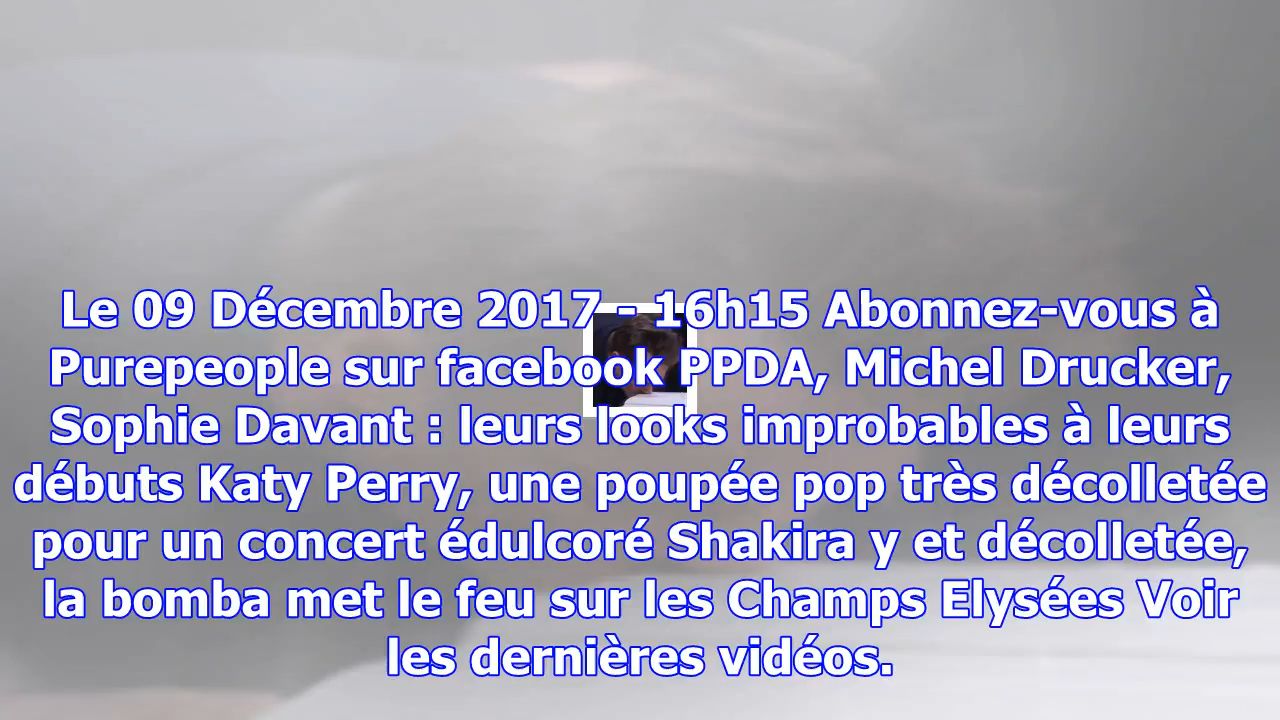 Le 09 Décembre 2017 - 16h15 Abonnez-vous à
Purepeople sur facebook PPDA, Michel Drucker,
Sophie Davant : leurs looks improbables à leurs
débuts Katy Perry, une poupée pop très décolletée
pour un concert édulcoré Shakira y et décolletée,
la bomba met le feu sur les Champs Elysées Voir
les dernières vidéos.